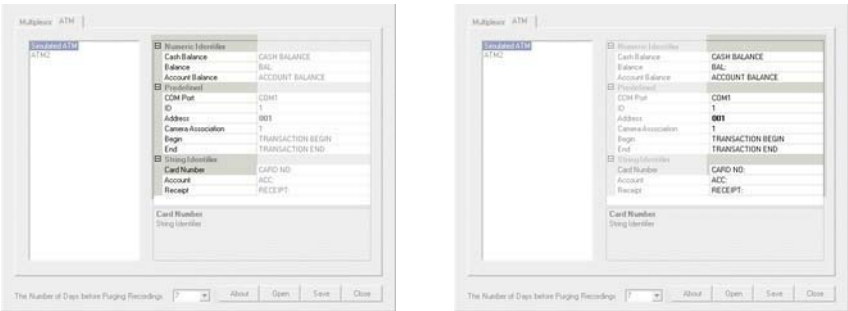 Multiplexor ATM
Simulated ATM
ATM2
Numeric Identifier
Cash Balance CASH BALANCE
Balance BAL:
Account Balance ACCOUNT BALANCE
Predefined
COM Port COM1
ID 1
Address 001
Camera Association 1
Begin TRANSACTION BEGIN
End TRANSACTION END
String Identifier
Card Number CARD NO:
Account ACC:
Receipt RECEIPT:
Card Number
String Identifier
The Number of Days before Purging Recordings 7 About Open Save Close
Multiplexor ATM
Simulated ATM
ATM2
Numeric Identifier
Cash Balance CASH BALANCE
Balance BAL:
Account Balance ACCOUNT BALANCE
Predefined
COM Port COM1
ID 1
Address 001
Camera Association 1
Begin TRANSACTION BEGIN
End TRANSACTION END
String Identifier
Card Number CARD NO:
Account ACC:
Receipt RECEIPT:
Card Number
String Identifier
The Number of Days before Purging Recordings 7 About Open Save Close